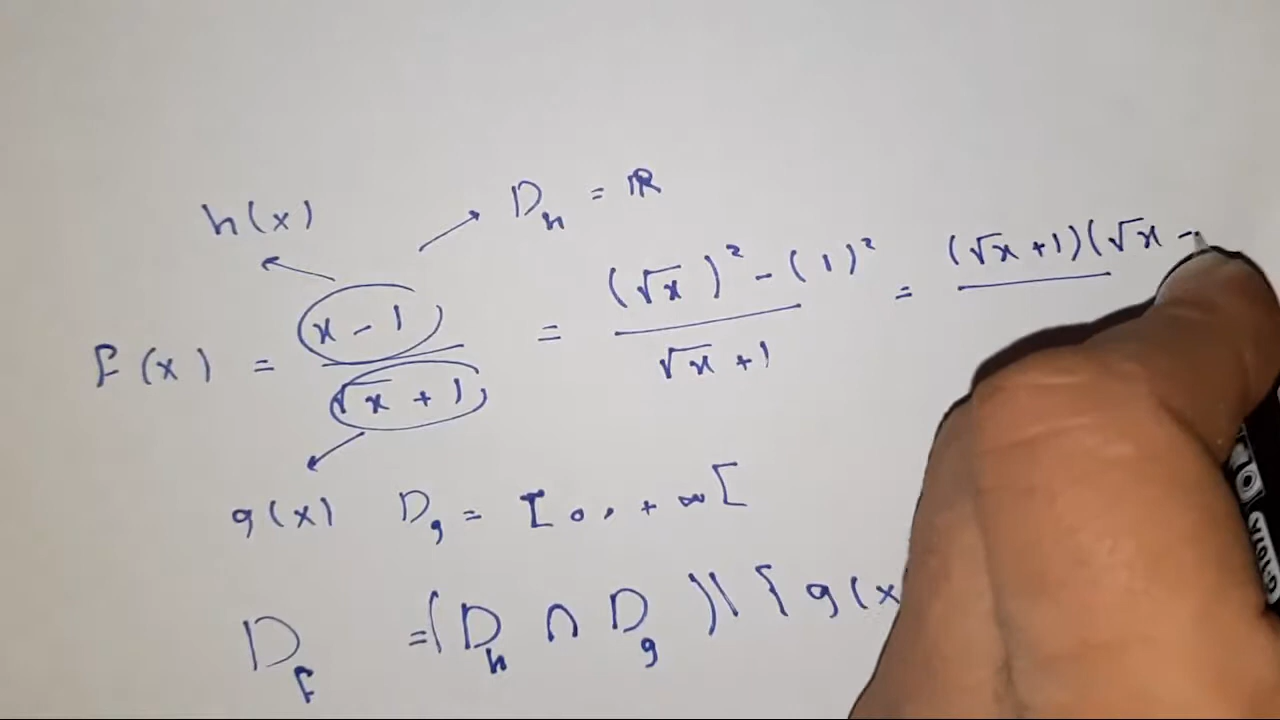 h(x) D_h = ℝ
f(x) = (x - 1)/(√x + 1) = ((√x)² - (1)²)/(√x + 1) = (√x + 1)(√x -
g(x) D_g = [0, +∞[
D_f = (D_h ∩ D_g) \ { g(x